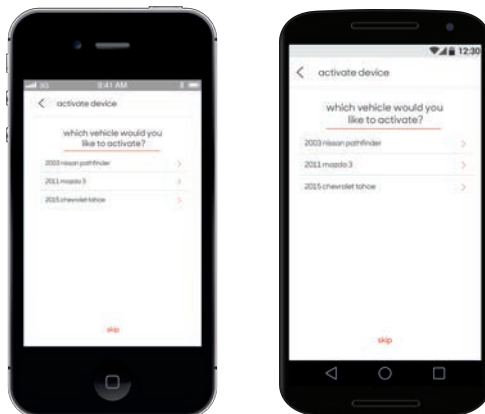 3G 9:41 AM
activate device
which vehicle would you
like to activate?
2003 nissan pathfinder
2011 mazda 3
2015 chevrolet tahoe
skip
12:30
activate device
which vehicle would you
like to activate?
2003 nissan pathfinder
2011 mazda 3
2015 chevrolet tahoe
skip